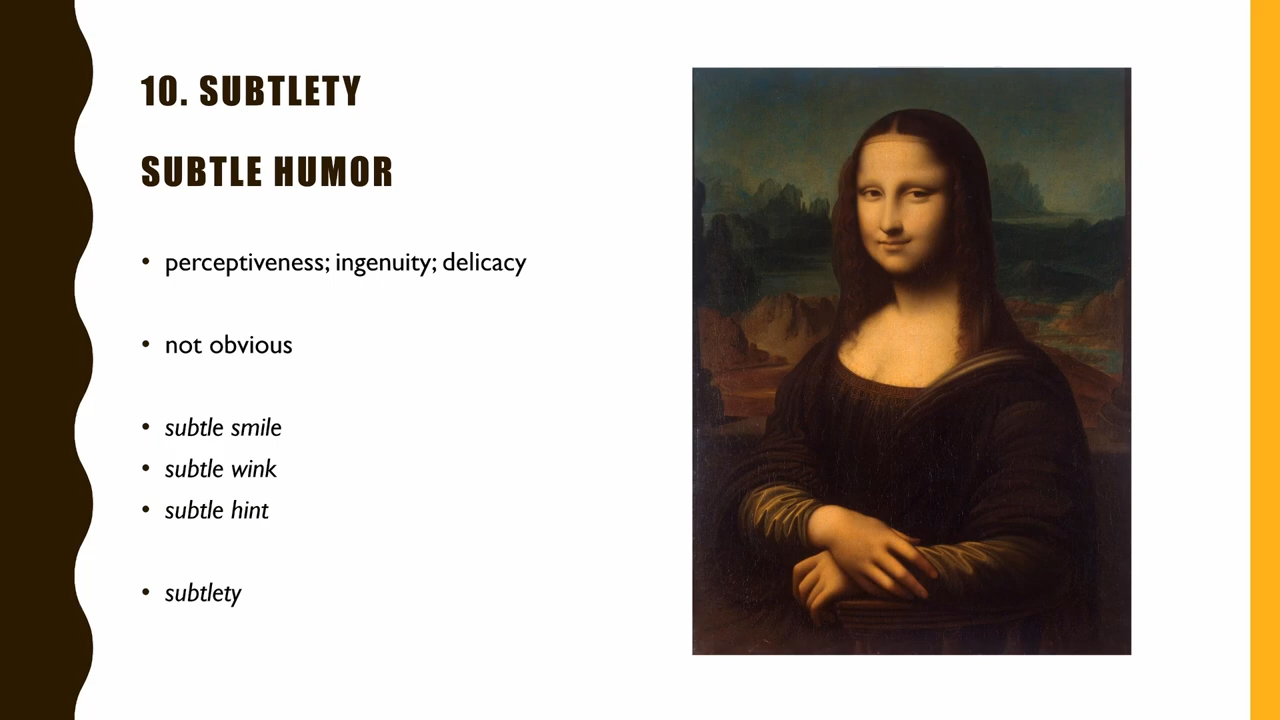 10. SUBTLETY
SUBTLE HUMOR
• perceptiveness; ingenuity; delicacy
• not obvious
• subtle smile
• subtle wink
• subtle hint
• subtlety